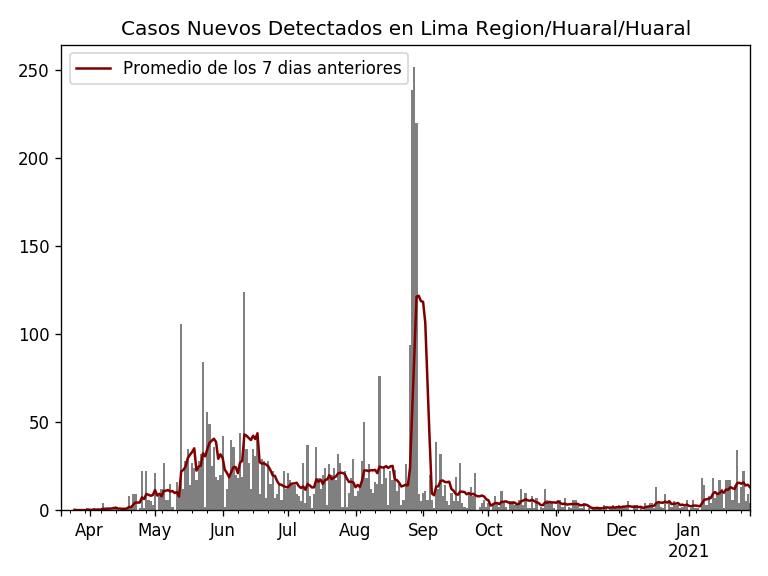 Casos Nuevos Detectados en Lima Region/Huaral/Huaral
Promedio de los 7 dias anteriores
250
200
150
100
50
0
Apr May Jun Jul Aug Sep Oct Nov Dec Jan
2021